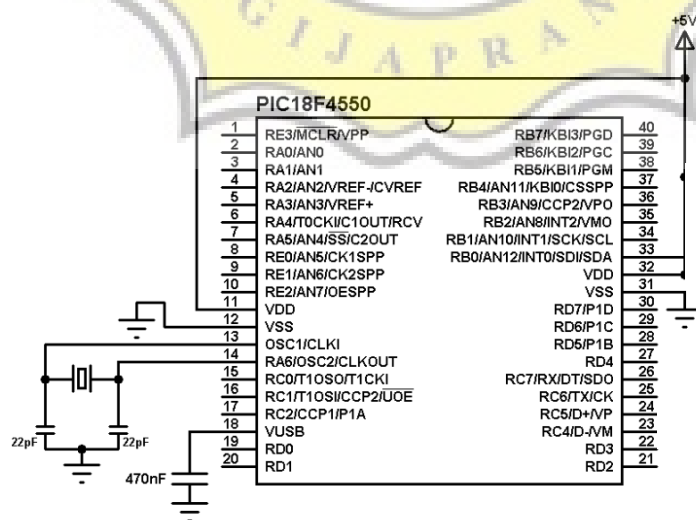 GIJAPRAN
+5V
PIC18F4550
1 RE3/MCLR/VPP RB7/KBI3/PGD 40
2 RA0/AN0 RB6/KBI2/PGC 39
3 RA1/AN1 RB5/KBI1/PGM 38
4 RA2/AN2/VREF-/CVREF RB4/AN11/KBI0/CSSPP 37
5 RA3/AN3/VREF+ RB3/AN9/CCP2/VPO 36
6 RA4/T0CKI/C1OUT/RCV RB2/AN8/INT2/VMO 35
7 RA5/AN4/SS/C2OUT RB1/AN10/INT1/SCK/SCL 34
8 RE0/AN5/CK1SPP RB0/AN12/INT0/SDI/SDA 33
9 RE1/AN6/CK2SPP VDD 32
10 RE2/AN7/OESPP VSS 31
11 VDD RD7/P1D 30
12 VSS RD6/P1C 29
13 OSC1/CLKI RD5/P1B 28
14 RA6/OSC2/CLKOUT RD4 27
15 RC0/T1OSO/T1CKI RC7/RX/DT/SDO 26
16 RC1/T1OSI/CCP2/UOE RC6/TX/CK 25
17 RC2/CCP1/P1A RC5/D+/VP 24
18 VUSB RC4/D-/VM 23
19 RD0 RD3 22
20 RD1 RD2 21
22pF 22pF
470nF